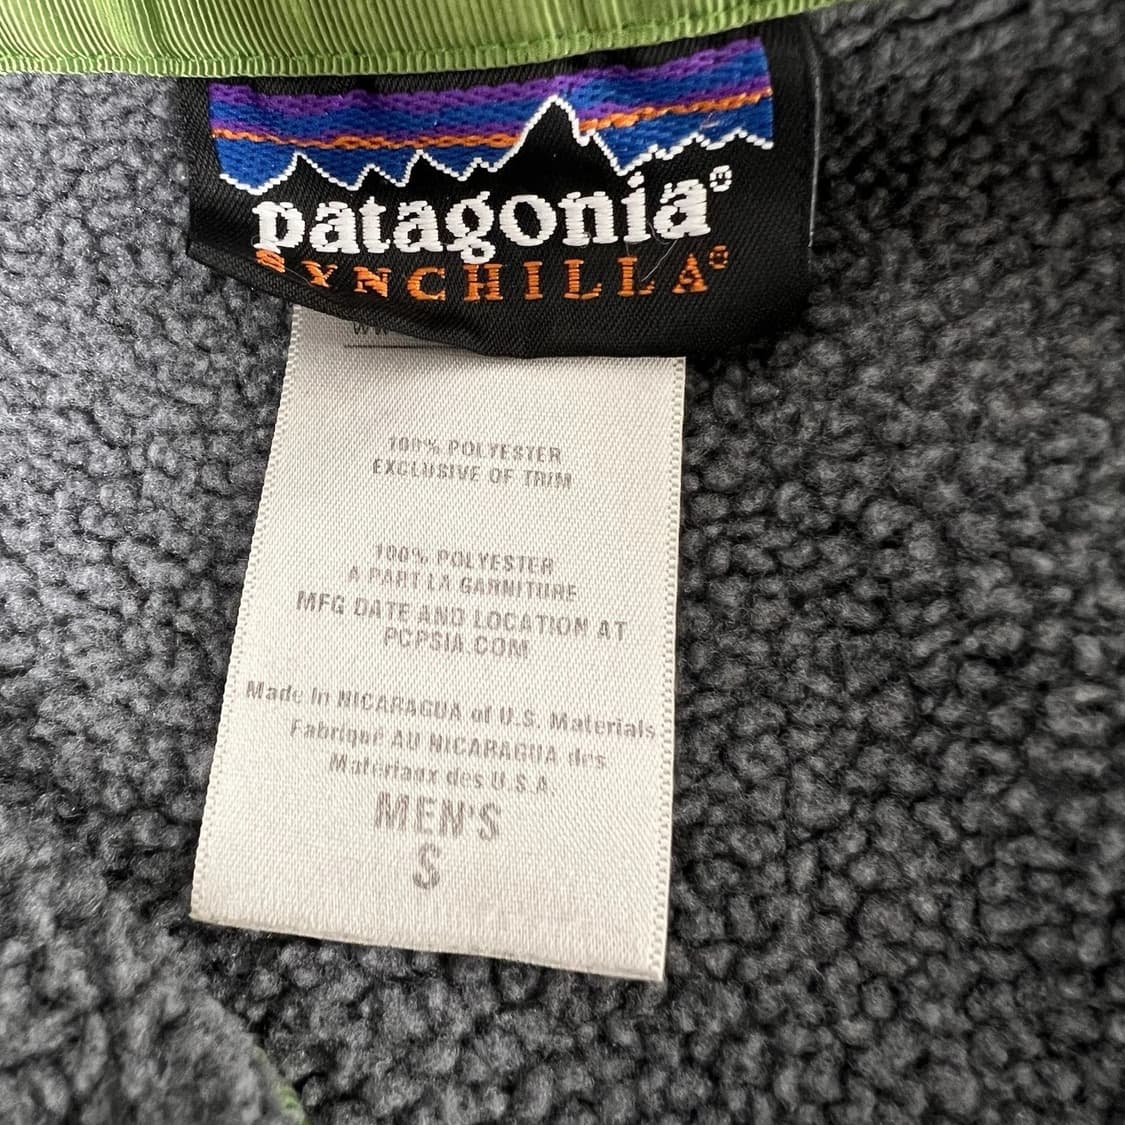 patagonia®
SYNCHILLA®
100% POLYESTER
EXCLUSIVE OF TRIM
100% POLYESTER
A PART LA GARNITURE
MFG DATE AND LOCATION AT
PCPSIA.COM
Made In NICARAGUA of U.S. Materials
Fabriqué AU NICARAGUA des
Materiaux des U.S.A.
MEN'S
S